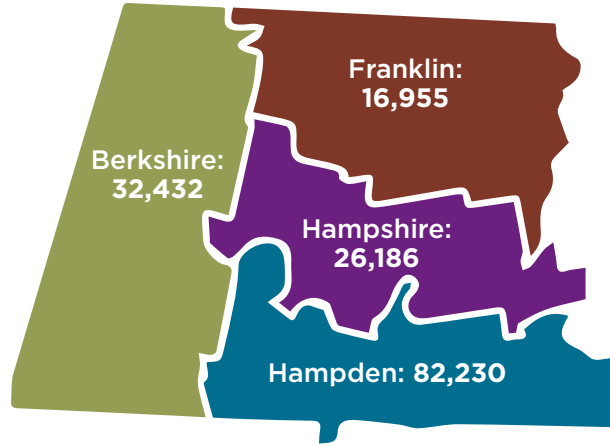 Franklin:
16,955
Berkshire:
32,432
Hampshire:
26,186
Hampden: 82,230